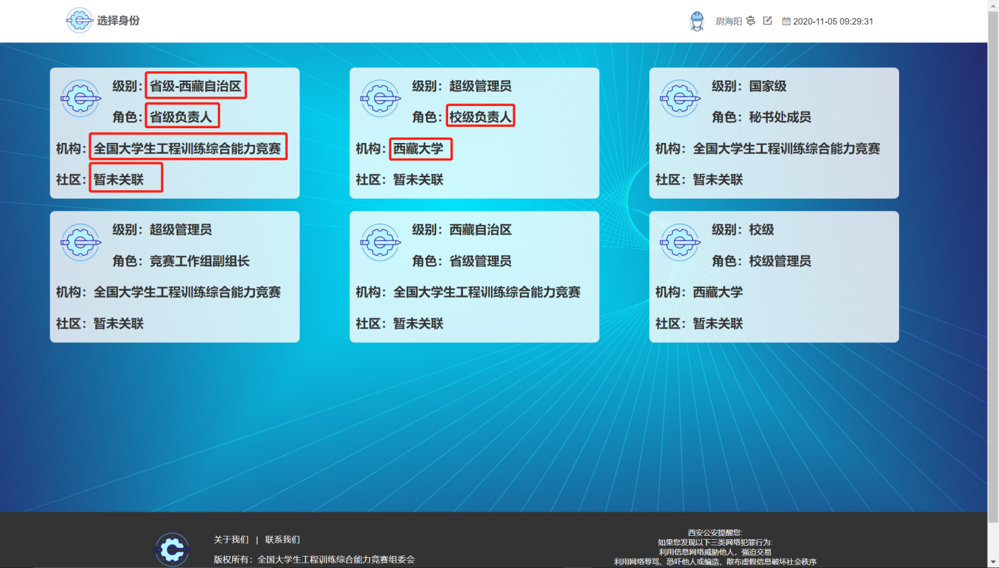 选择身份
尉海阳 2020-11-05 09:29:31
级别：省级-西藏自治区
角色：省级负责人
机构：全国大学生工程训练综合能力竞赛
社区：暂未关联
级别：超级管理员
角色：校级负责人
机构：西藏大学
社区：暂未关联
级别：国家级
角色：秘书处成员
机构：全国大学生工程训练综合能力竞赛
社区：暂未关联
级别：超级管理员
角色：竞赛工作组副组长
机构：全国大学生工程训练综合能力竞赛
社区：暂未关联
级别：西藏自治区
角色：省级管理员
机构：全国大学生工程训练综合能力竞赛
社区：暂未关联
级别：校级
角色：校级管理员
机构：西藏大学
社区：暂未关联
关于我们 | 联系我们
版权所有：全国大学生工程训练综合能力竞赛组委会
西安公安提醒您:
如果您发现以下三类网络犯罪行为:
利用信息网络威胁他人，强迫交易
利用网络辱骂、恐吓他人或编造、散布虚假信息破坏社会秩序